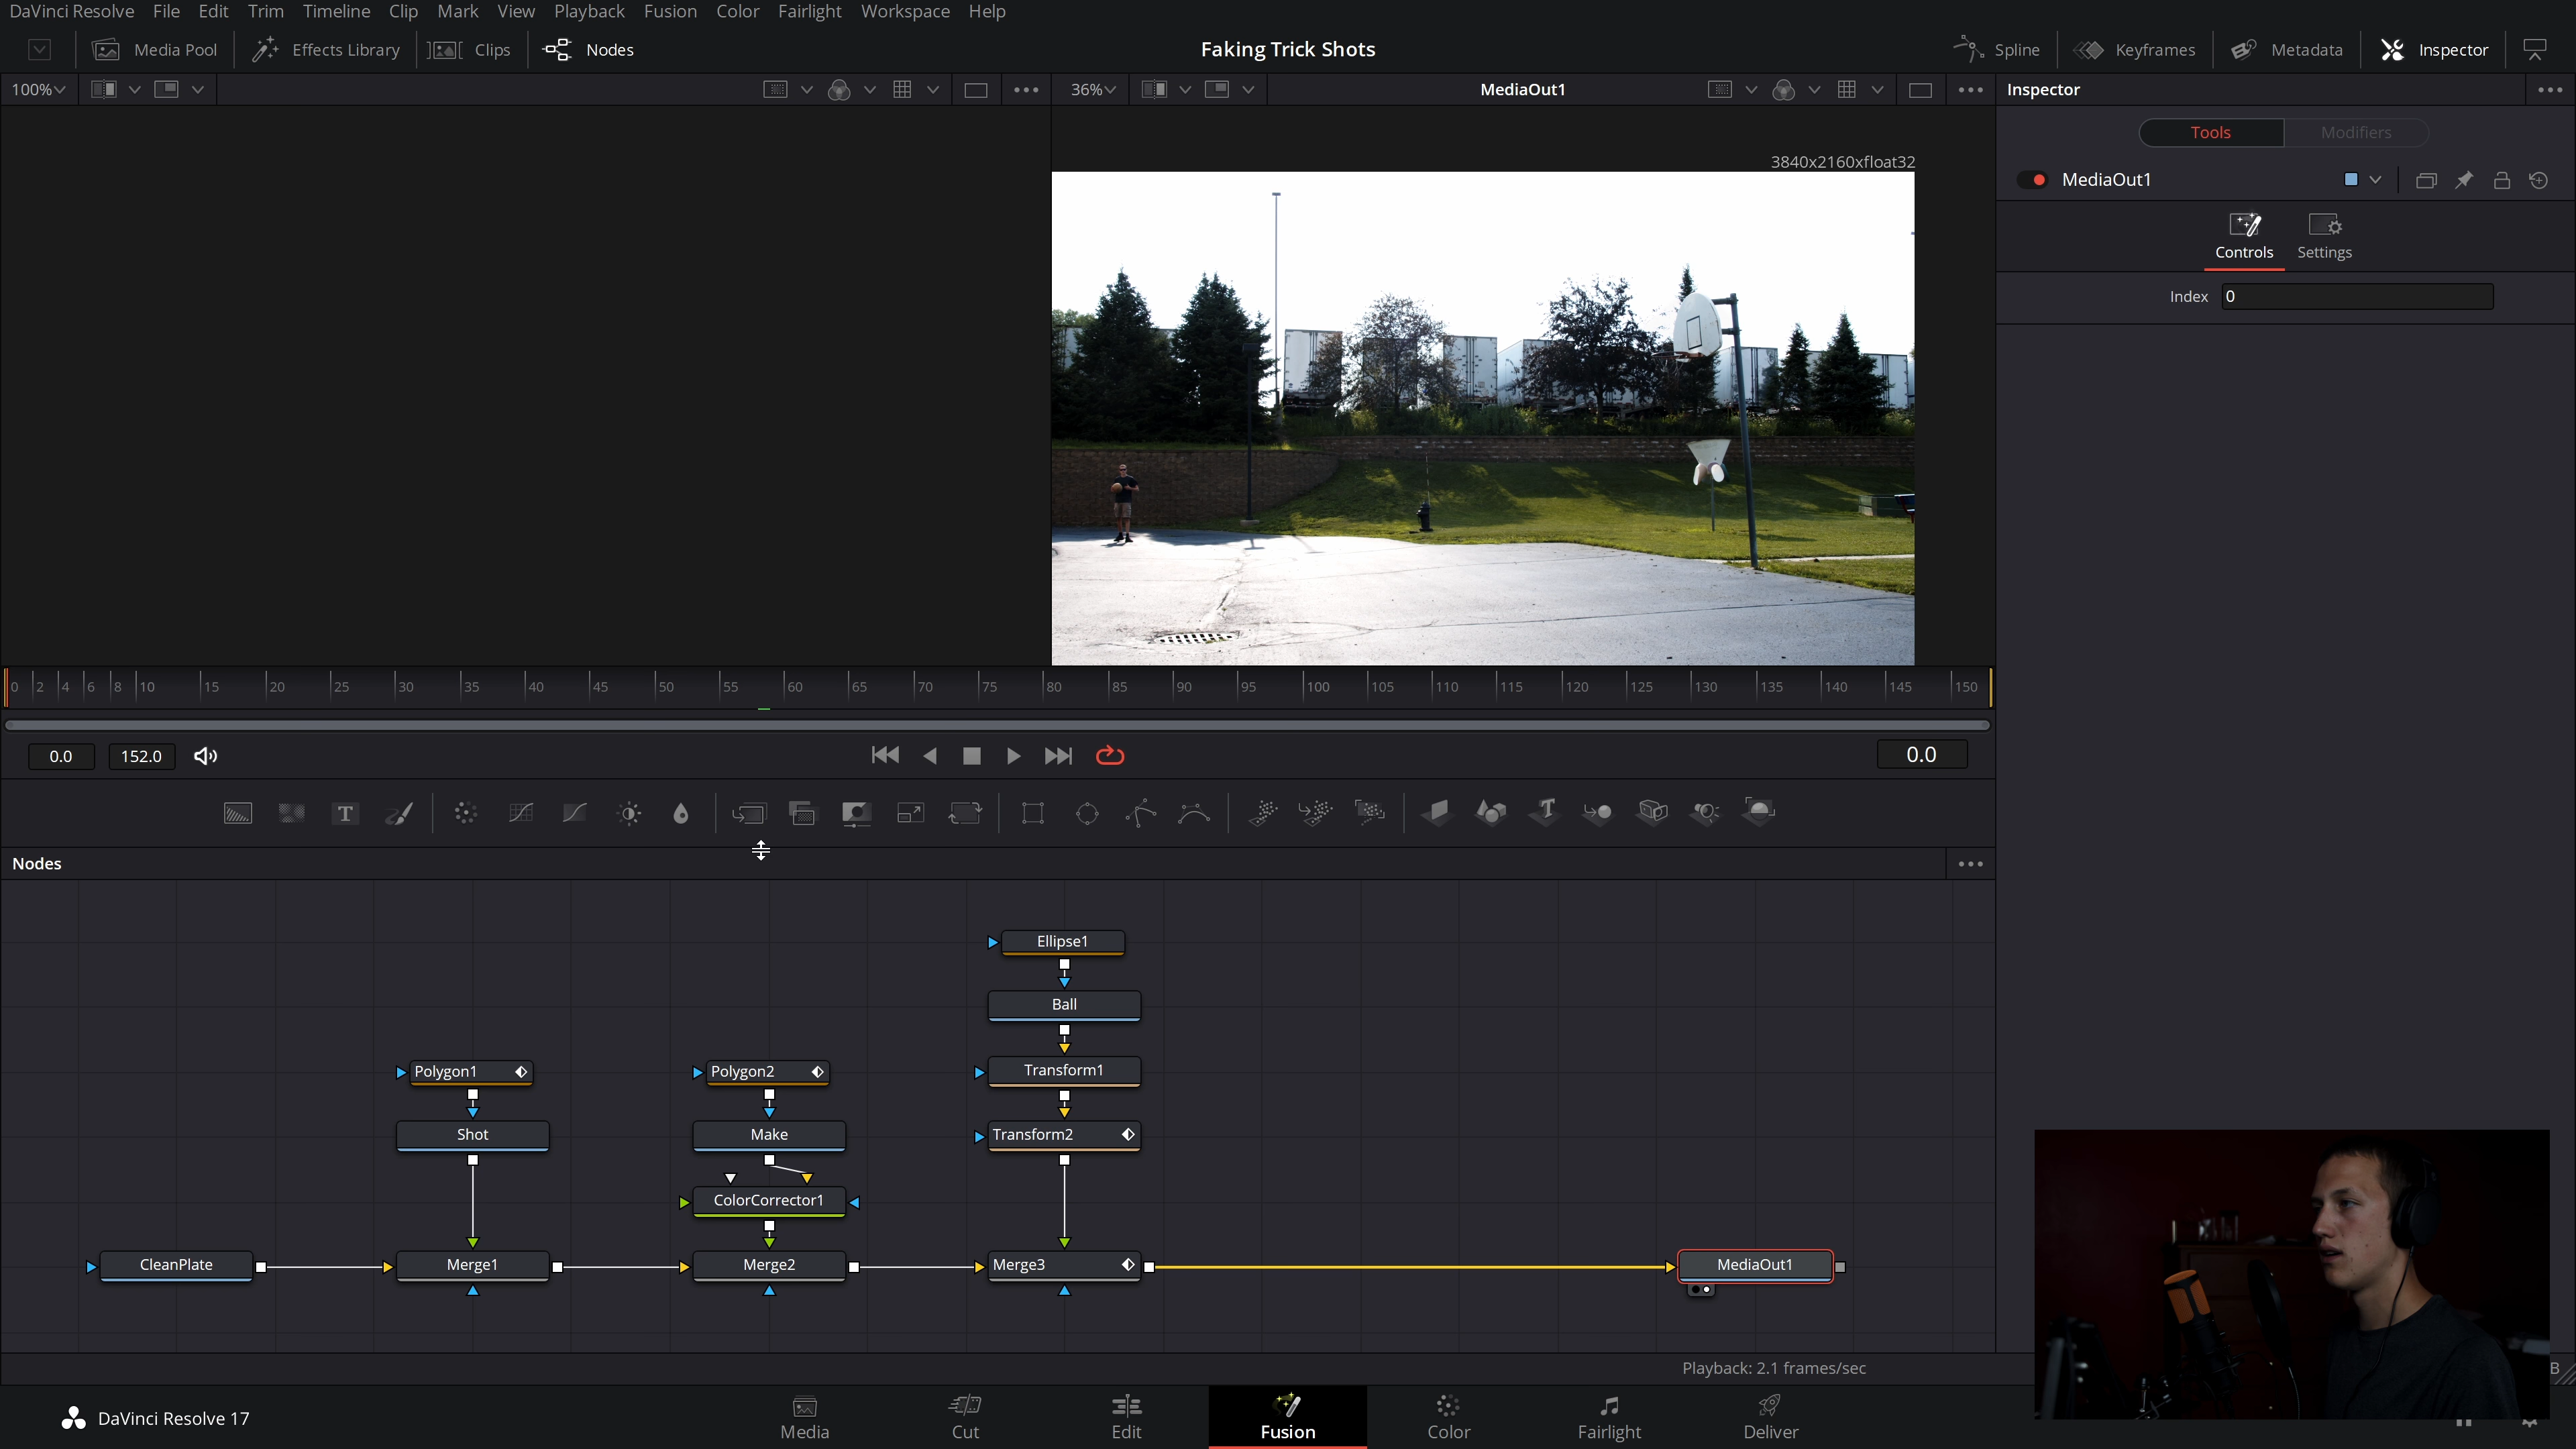 DaVinci Resolve File Edit Trim Timeline Clip Mark View Playback Fusion Color Fairlight Workspace Help
Media Pool Effects Library Clips Nodes Faking Trick Shots Spline Keyframes Metadata Inspector
100% 36% MediaOut1 Inspector
Tools Modifiers
3840x2160xfloat32
MediaOut1
Controls Settings
Index 0
0 2 4 6 8 10 15 20 25 30 35 40 45 50 55 60 65 70 75 80 85 90 95 100 105 110 115 120 125 130 135 140 145 150
0.0 152.0 0.0
T T
Nodes
Ellipse1
Ball
Polygon1 Polygon2 Transform1
Shot Make Transform2
ColorCorrector1
CleanPlate Merge1 Merge2 Merge3 MediaOut1
Playback: 2.1 frames/sec B
DaVinci Resolve 17 Media Cut Edit Fusion Color Fairlight Deliver